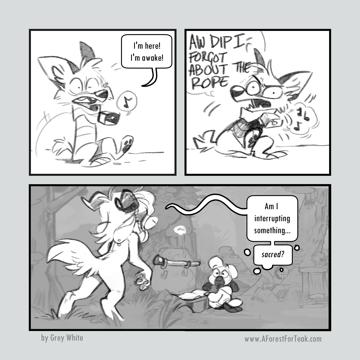 I'm here!
I'm awake!
AW DIP I
FORGOT
ABOUT THE
ROPE
Am I
interrupting
something...
sacred?
by Grey White
www.AForestForTeak.com